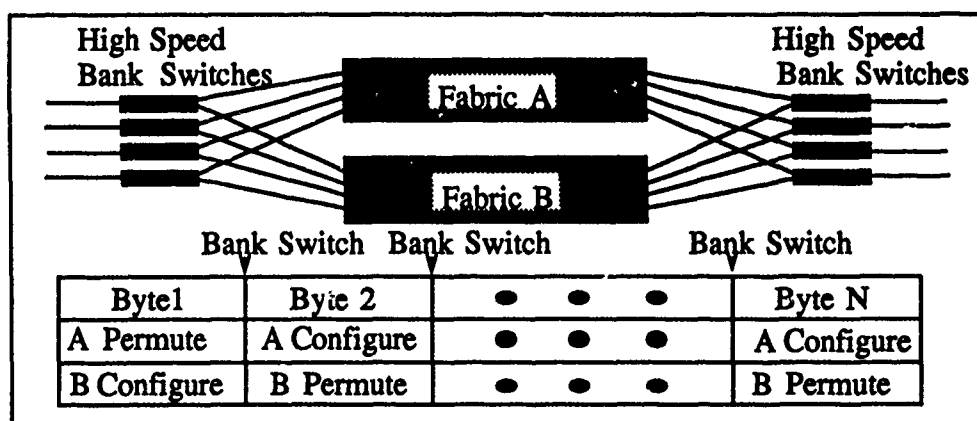 High Speed
Bank Switches
High Speed
Bank Switches
Fabric A
Fabric B
Bank Switch Bank Switch Bank Switch
Byte1 Byte 2 Byte N
A Permute A Configure A Configure
B Configure B Permute B Permute